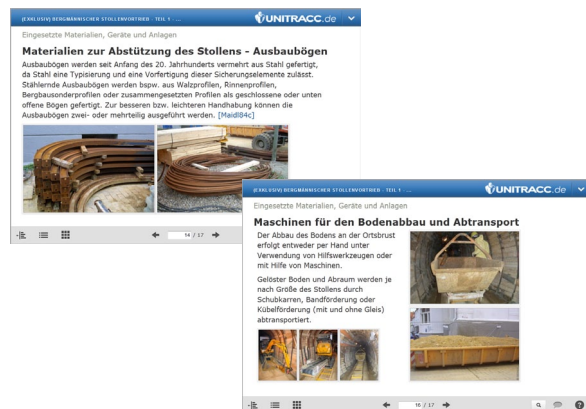 (EXKLUSIV) BERGMÄNNISCHER STOLLENVORTRIEB - TEIL 1 - ...
UNITRACC.de
Eingesetzte Materialien, Geräte und Anlagen
Materialien zur Abstützung des Stollens - Ausbaubögen
Ausbaubögen werden seit Anfang des 20. Jahrhunderts vermehrt aus Stahl gefertigt,
da Stahl eine Typisierung und eine Vorfertigung dieser Sicherungselemente zulässt.
Stählernde Ausbaubögen werden bspw. aus Walzprofilen, Rinnenprofilen,
Bergbausonderprofilen oder zusammengesetzten Profilen als geschlossene oder unten
offene Bögen gefertigt. Zur besseren bzw. leichteren Handhabung können die
Ausbaubögen zwei- oder mehrteilig ausgeführt werden. [Maidl84c]
14 / 17
(EXKLUSIV) BERGMÄNNISCHER STOLLENVORTRIEB - TEIL 1 - ...
UNITRACC.de
Eingesetzte Materialien, Geräte und Anlagen
Maschinen für den Bodenabbau und Abtransport
Der Abbau des Bodens an der Ortsbrust
erfolgt entweder per Hand unter
Verwendung von Hilfswerkzeugen oder
mit Hilfe von Maschinen.
Gelöster Boden und Abraum werden je
nach Größe des Stollens durch
Schubkarren, Bandförderung oder
Kübelförderung (mit und ohne Gleis)
abtransportiert.
16 / 17